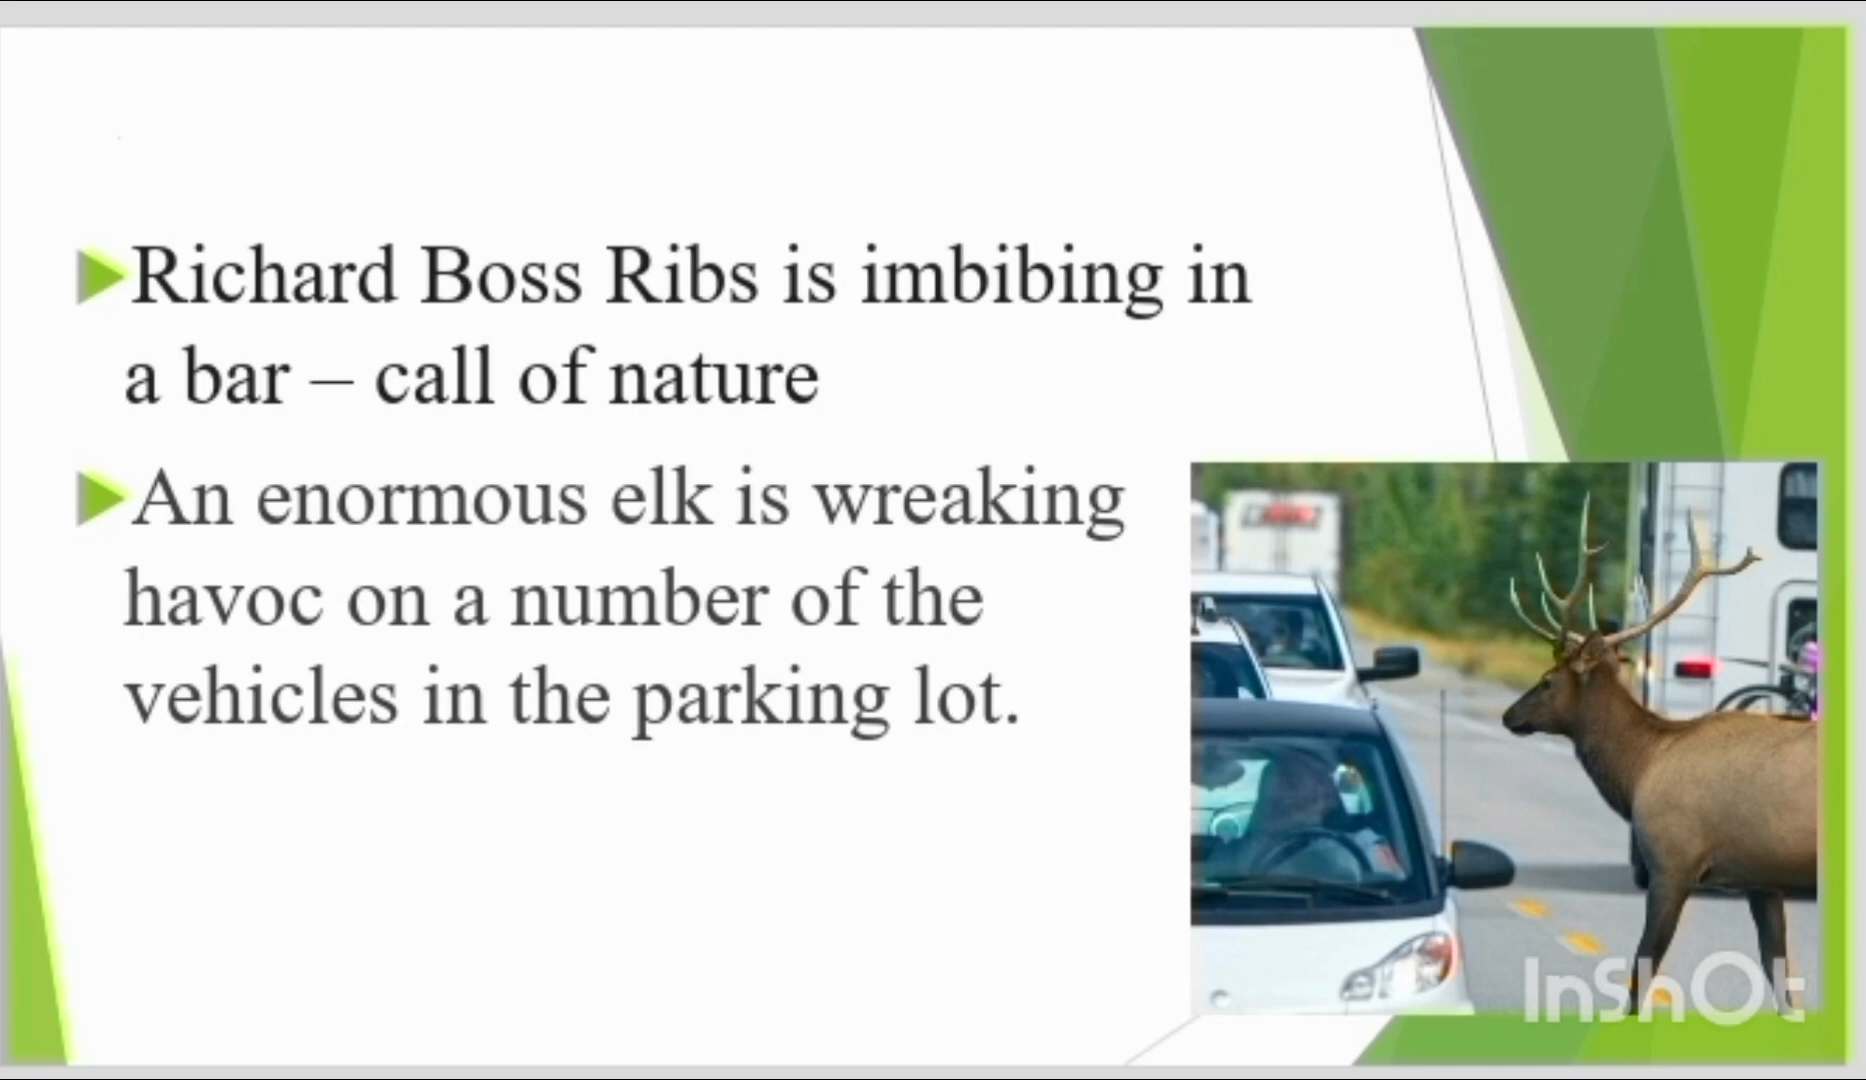 Richard Boss Ribs is imbibing in
a bar – call of nature
An enormous elk is wreaking
havoc on a number of the
vehicles in the parking lot.
InShOt